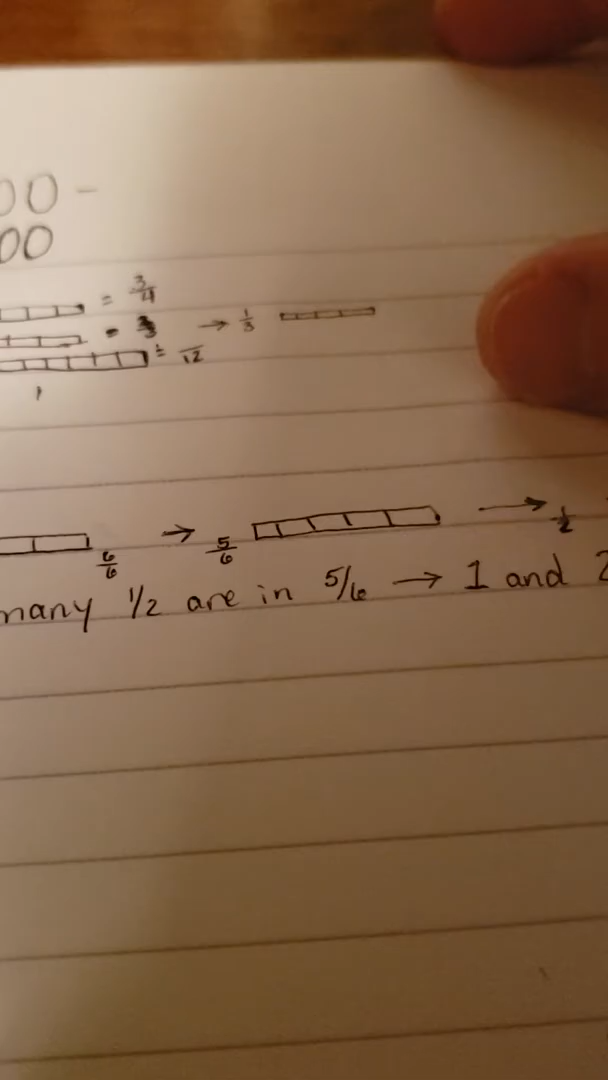 00 -
00
= 3/4
→ 1/3
= /12
6/6 → 5/6 → 1/2
many 1/2 are in 5/6 → 1 and 2